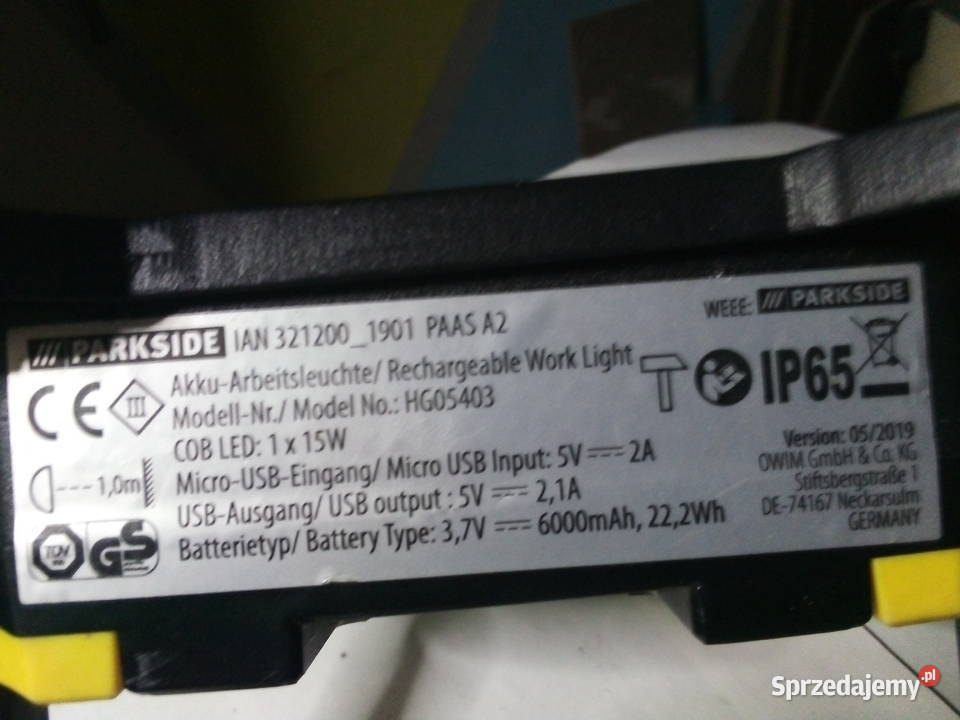 /// PARKSIDE IAN 321200_1901 PAAS A2
WEEE: /// PARKSIDE
CE III Akku-Arbeitsleuchte/ Rechargeable Work Light
Modell-Nr./ Model No.: HG05403
COB LED: 1 x 15W
Micro-USB-Eingang/ Micro USB Input: 5V ⎓ 2A
USB-Ausgang/ USB output : 5V ⎓ 2,1A
Batterietyp/ Battery Type: 3,7V ⎓ 6000mAh, 22,2Wh
1,0m
TÜV
GS
IP65
Version: 05/2019
OWIM GmbH & Co. KG
Stiftsbergstraße 1
DE-74167 Neckarsulm
GERMANY
Sprzedajemy.pl